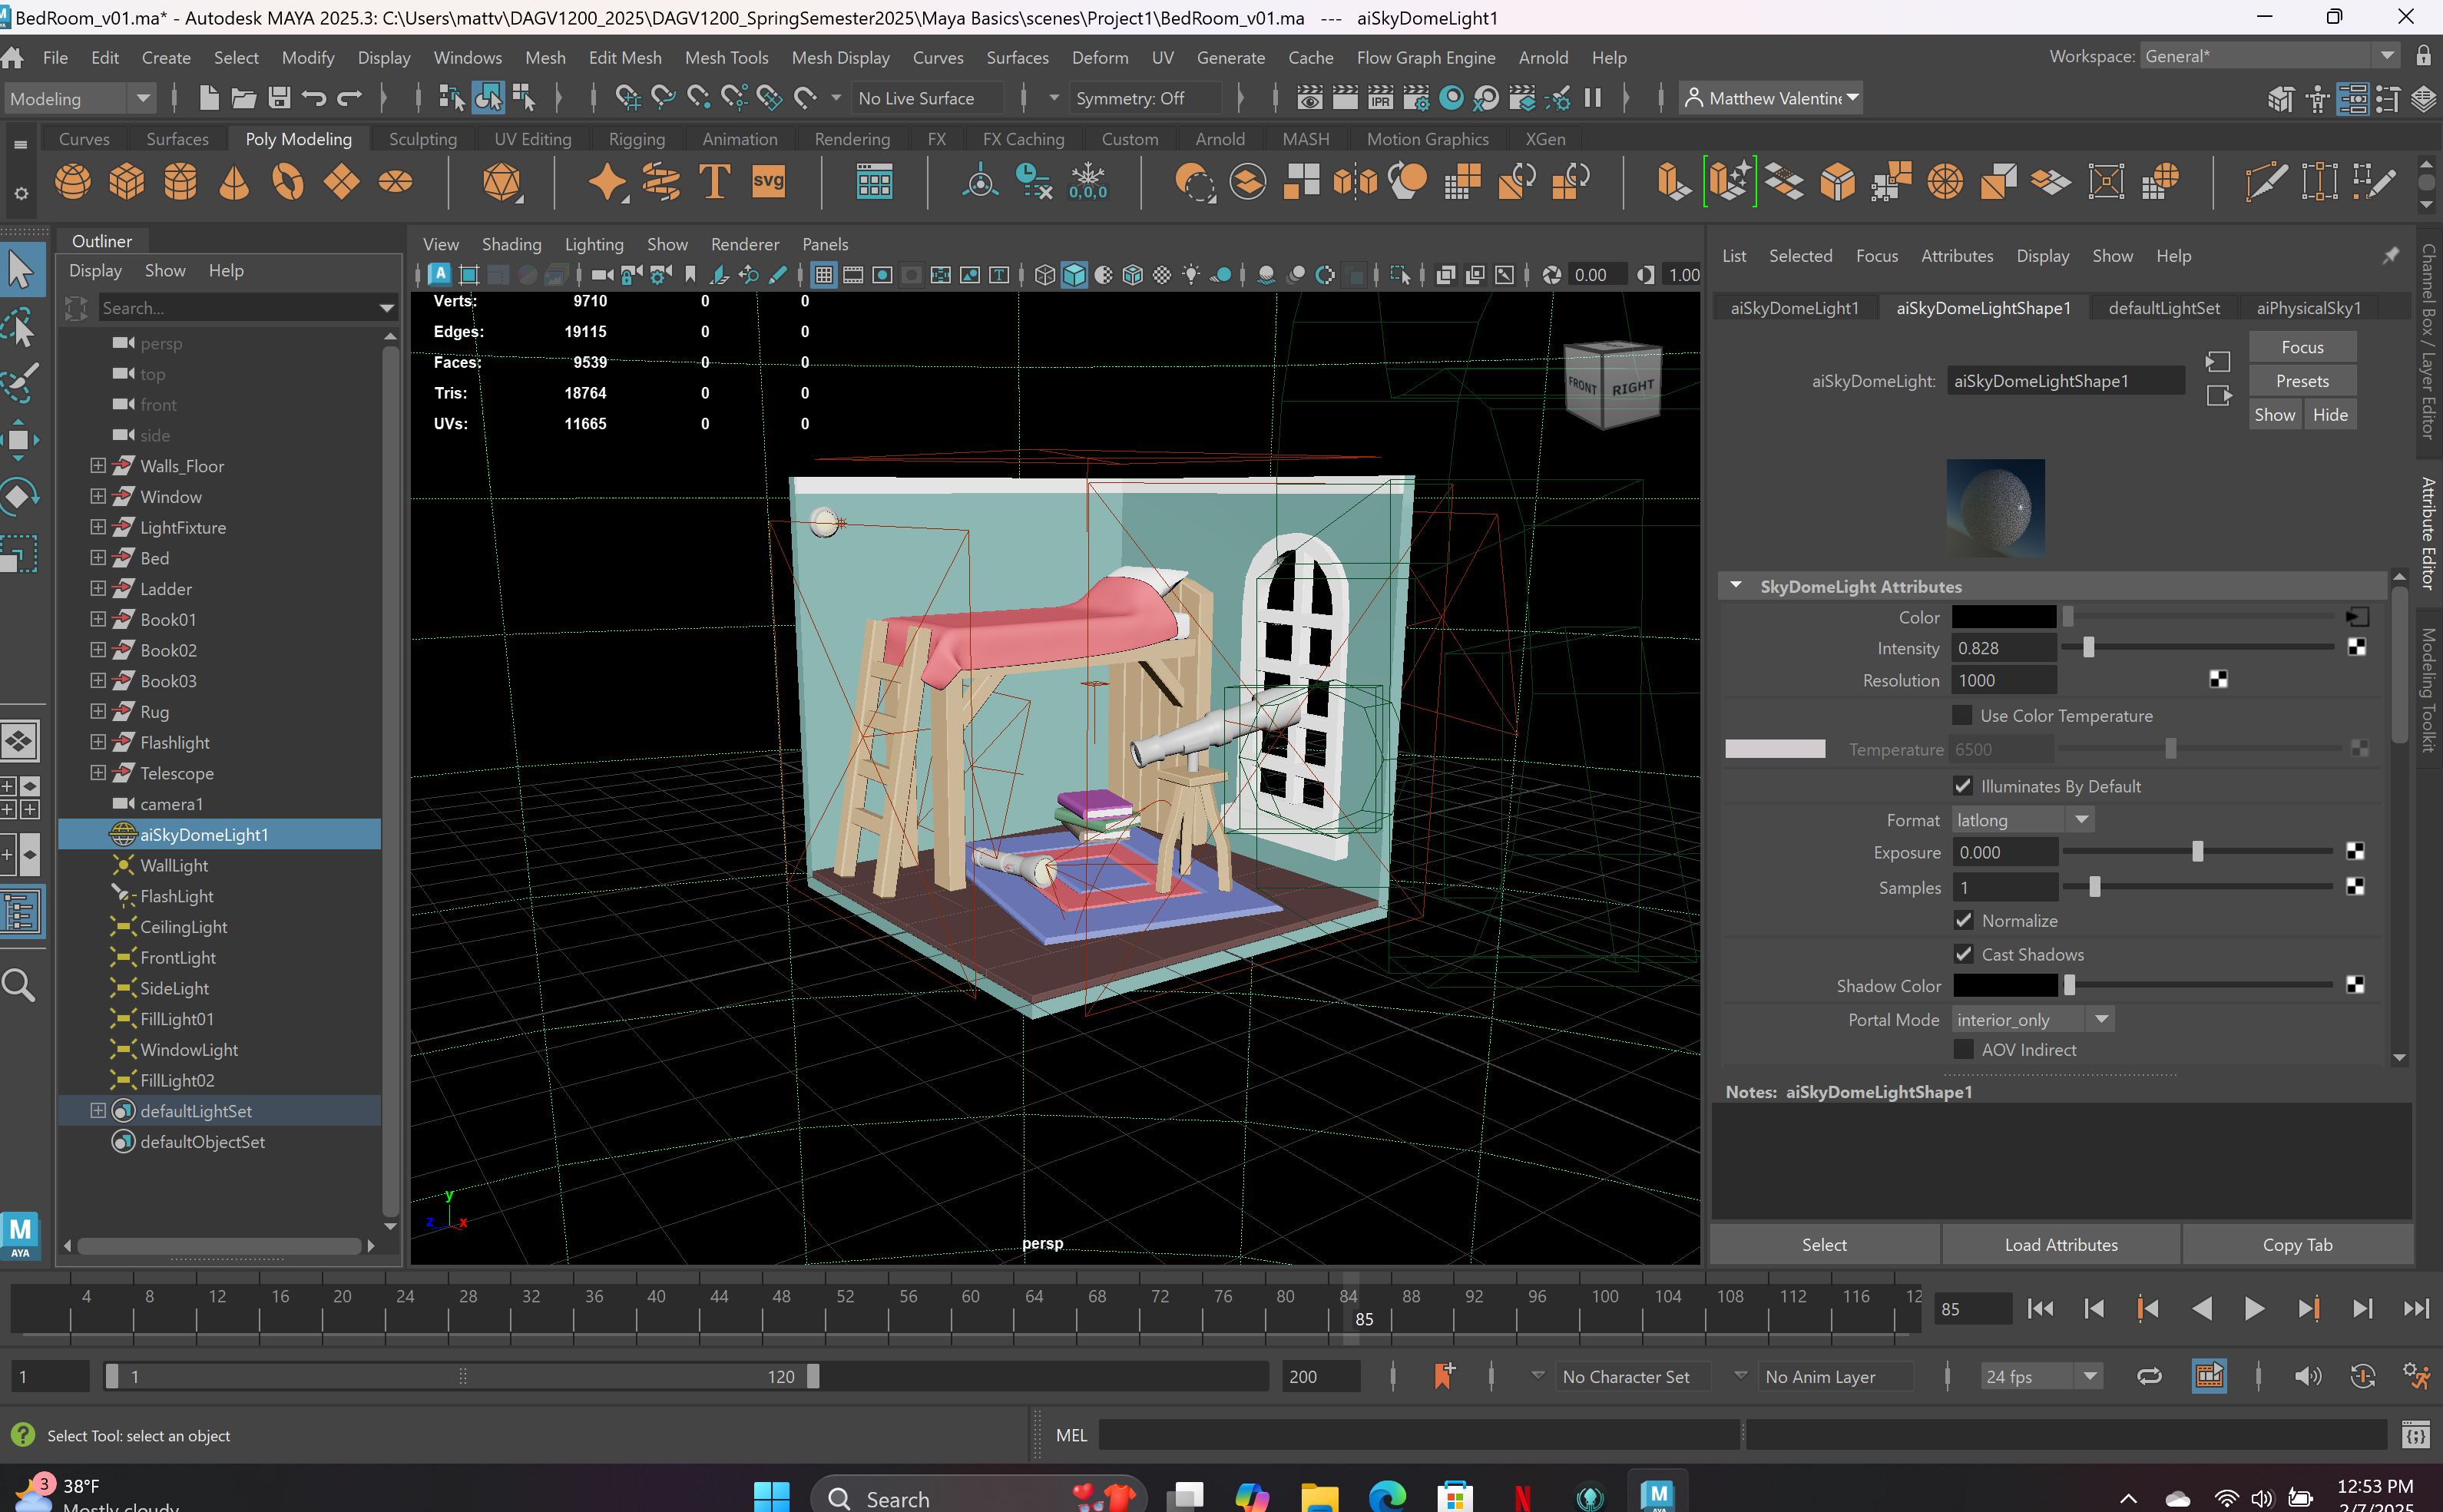 BedRoom_v01.ma* - Autodesk MAYA 2025.3: C:\Users\mattv\DAGV1200_2025\DAGV1200_SpringSemester2025\Maya Basics\scenes\Project1\BedRoom_v01.ma --- aiSkyDomeLight1
File Edit Create Select Modify Display Windows Mesh Edit Mesh Mesh Tools Mesh Display Curves Surfaces Deform UV Generate Cache Flow Graph Engine Arnold Help Workspace: General*
Modeling No Live Surface Symmetry: Off IPR Matthew Valentin
Curves Surfaces Poly Modeling Sculpting UV Editing Rigging Animation Rendering FX FX Caching Custom Arnold MASH Motion Graphics XGen
T svg 0,0,0
Outliner
Display Show Help
Search...
persp
top
front
side
Walls_Floor
Window
LightFixture
Bed
Ladder
Book01
Book02
Book03
Rug
Flashlight
Telescope
camera1
aiSkyDomeLight1
WallLight
FlashLight
CeilingLight
FrontLight
SideLight
FillLight01
WindowLight
FillLight02
defaultLightSet
defaultObjectSet
M
AYA
View Shading Lighting Show Renderer Panels
A T 0.00 1.00
Verts: 9710 0 0
Edges: 19115 0 0
Faces: 9539 0 0
Tris: 18764 0 0
UVs: 11665 0 0
FRONT RIGHT
y
z x
persp
List Selected Focus Attributes Display Show Help
aiSkyDomeLight1 aiSkyDomeLightShape1 defaultLightSet aiPhysicalSky1
Focus
aiSkyDomeLight: aiSkyDomeLightShape1 Presets
Show Hide
SkyDomeLight Attributes
Color
Intensity 0.828
Resolution 1000
Use Color Temperature
Temperature 6500
Illuminates By Default
Format latlong
Exposure 0.000
Samples 1
Normalize
Cast Shadows
Shadow Color
Portal Mode interior_only
AOV Indirect
Notes: aiSkyDomeLightShape1
Select Load Attributes Copy Tab
Channel Box / Layer Editor
Attribute Editor
Modeling Toolkit
4 8 12 16 20 24 28 32 36 40 44 48 52 56 60 64 68 72 76 80 84 88 92 96 100 104 108 112 116 12
85
85
1 1 120 200 No Character Set No Anim Layer 24 fps
Select Tool: select an object MEL
3 38°F
Mostly cloudy
Search
N
M
12:53 PM
2/7/2025